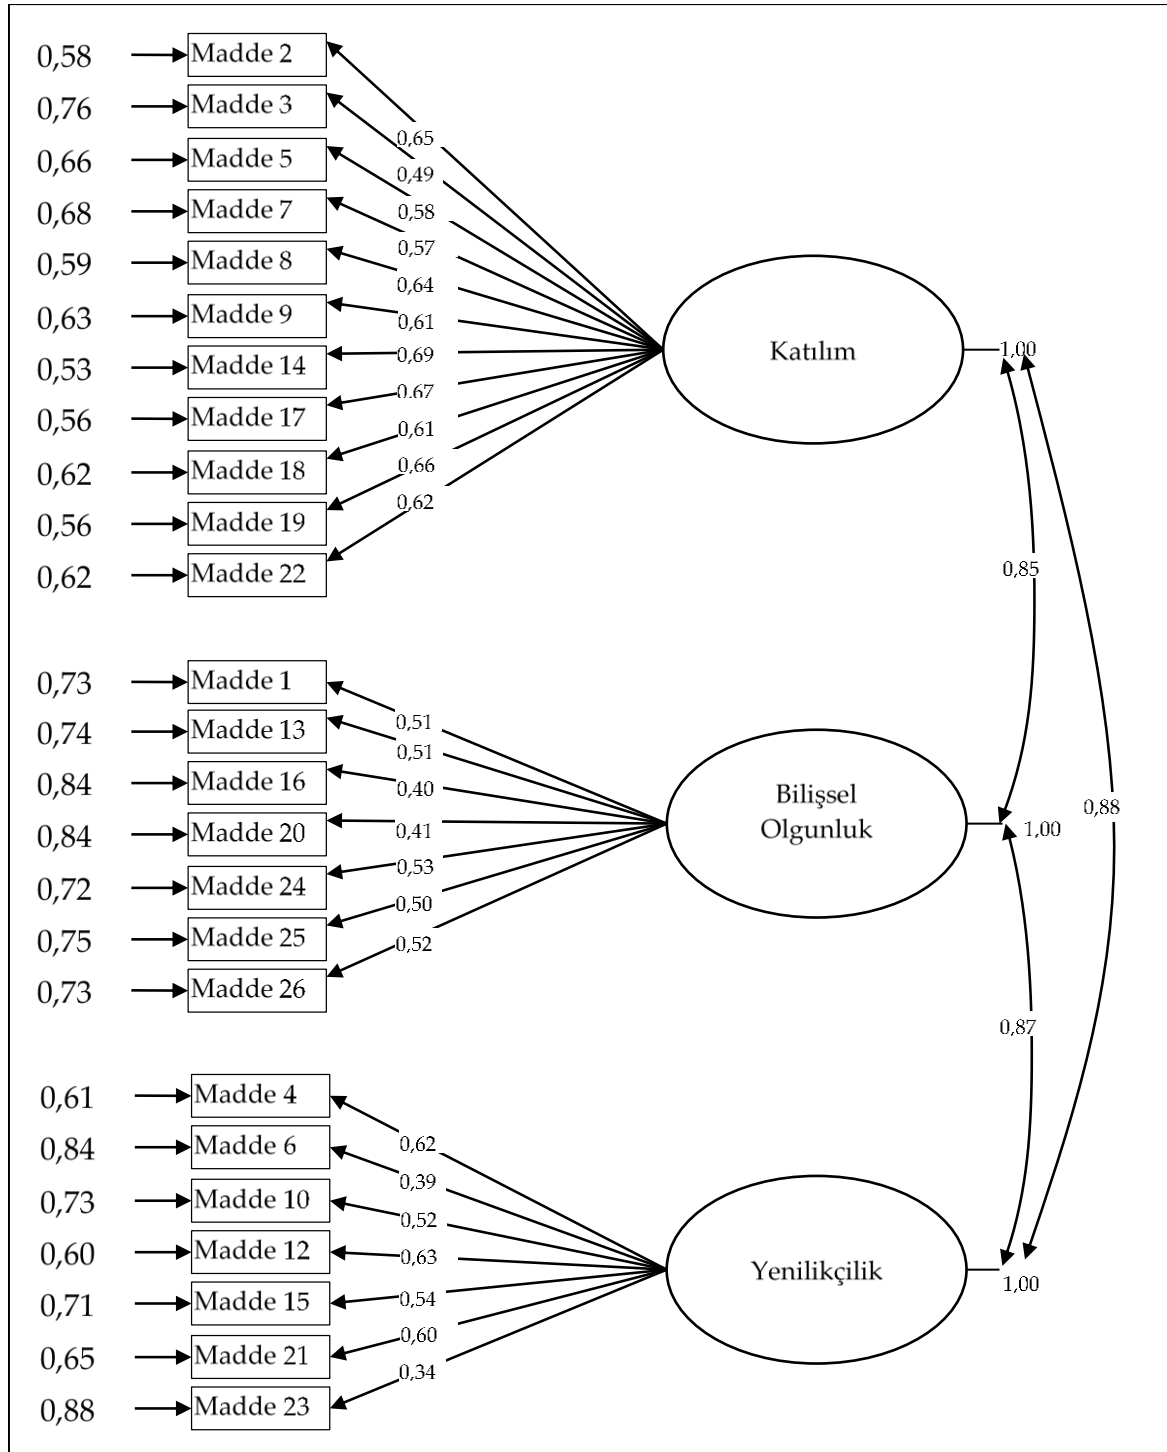 0,58 Madde 2
0,76 Madde 3
0,66 Madde 5
0,68 Madde 7
0,59 Madde 8
0,63 Madde 9
0,53 Madde 14
0,56 Madde 17
0,62 Madde 18
0,56 Madde 19
0,62 Madde 22
0,65
0,49
0,58
0,57
0,64
0,61
0,69
0,67
0,61
0,66
0,62
Katılım
1,00
0,85
0,73 Madde 1
0,74 Madde 13
0,84 Madde 16
0,84 Madde 20
0,72 Madde 24
0,75 Madde 25
0,73 Madde 26
0,51
0,51
0,40
0,41
0,53
0,50
0,52
Bilişsel
Olgunluk
1,00
0,88
0,87
0,61 Madde 4
0,84 Madde 6
0,73 Madde 10
0,60 Madde 12
0,71 Madde 15
0,65 Madde 21
0,88 Madde 23
0,62
0,39
0,52
0,63
0,54
0,60
0,34
Yenilikçilik
1,00